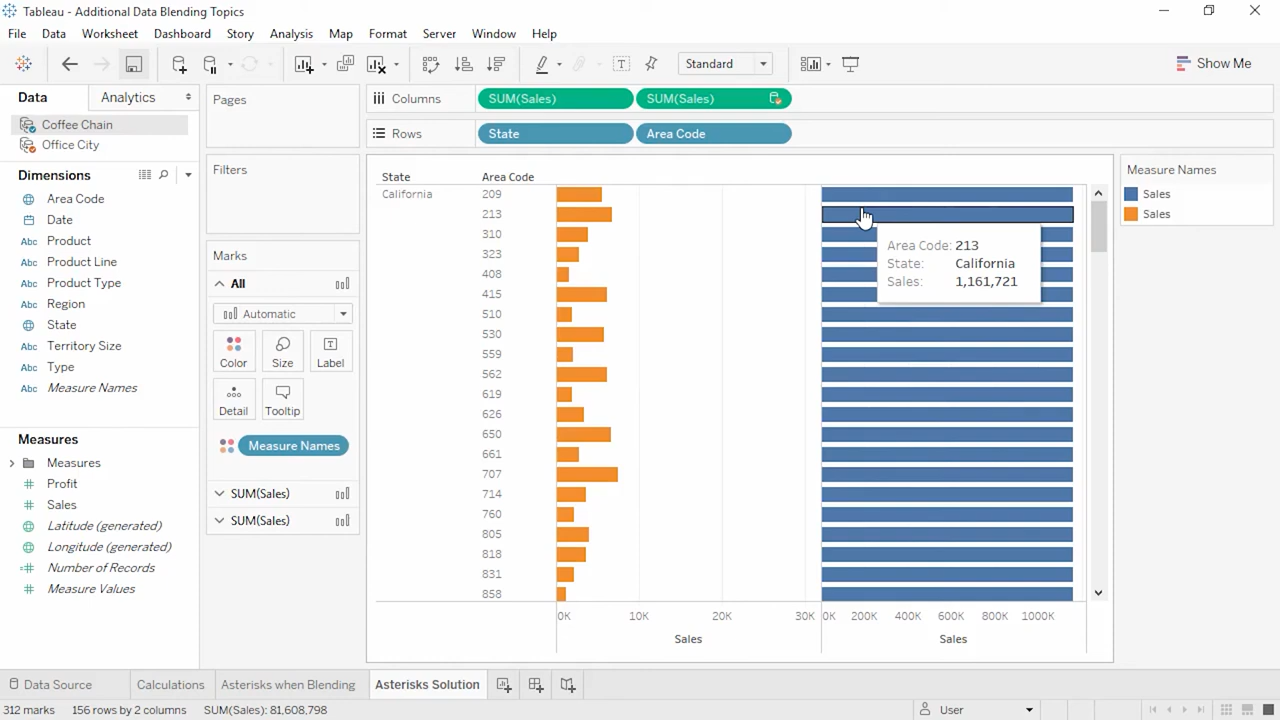 Tableau - Additional Data Blending Topics
File Data Worksheet Dashboard Story Analysis Map Format Server Window Help
Standard
Show Me
Data Analytics
Coffee Chain
Office City
Dimensions
Area Code
Date
Abc Product
Abc Product Line
Abc Product Type
Abc Region
State
Abc Territory Size
Abc Type
Abc Measure Names
Measures
Measures
Profit
Sales
Latitude (generated)
Longitude (generated)
Number of Records
Measure Values
Pages
Filters
Marks
All
Automatic
Color Size Label
Detail Tooltip
Measure Names
SUM(Sales)
SUM(Sales)
Columns SUM(Sales) SUM(Sales)
Rows State Area Code
State Area Code
California 209
213
310
323
408
415
510
530
559
562
619
626
650
661
707
714
760
805
818
831
858
0K 10K 20K 30K 0K 200K 400K 600K 800K 1000K
Sales Sales
Area Code: 213
State: California
Sales: 1,161,721
Measure Names
Sales
Sales
Data Source Calculations Asterisks when Blending Asterisks Solution
312 marks 156 rows by 2 columns SUM(Sales): 81,608,798 User